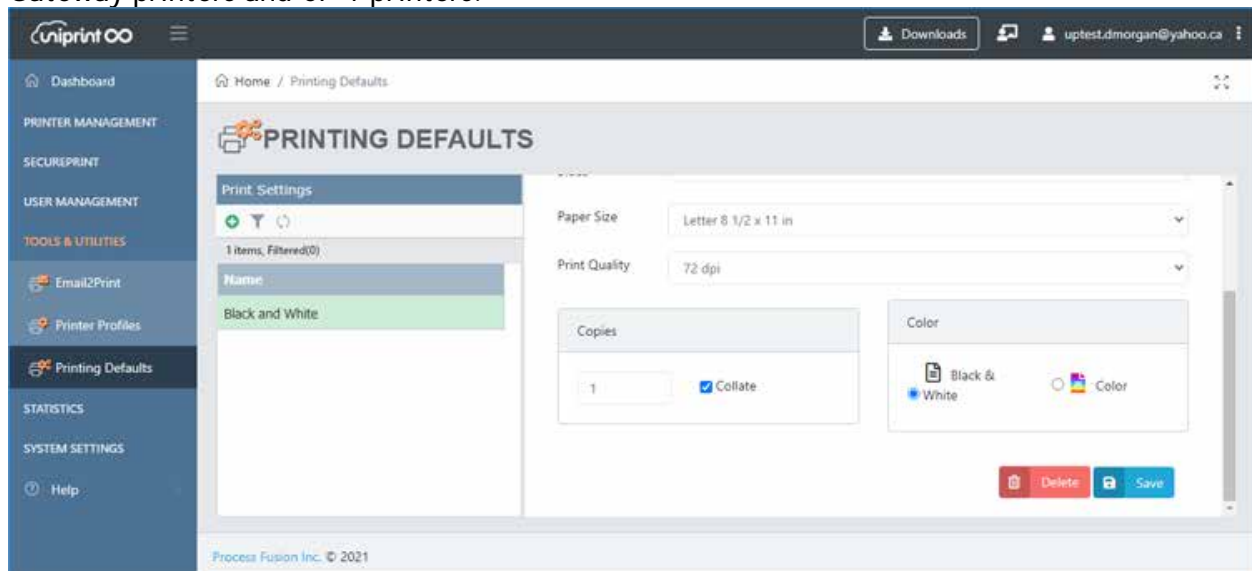 uniprint
Downloads
uptest.dmorgan@yahoo.ca
Dashboard
Home / Printing Defaults
PRINTER MANAGEMENT
PRINTING DEFAULTS
SECUREPRINT
USER MANAGEMENT
TOOLS & UTILITIES
Email2Print
Printer Profiles
Printing Defaults
STATISTICS
SYSTEM SETTINGS
Help
Print Settings
1 items, Filtered(0)
Name
Black and White
Paper Size
Letter 8 1/2 x 11 in
Print Quality
72 dpi
Copies
1
Collate
Color
Black &
White
Color
Delete
Save
Process Fusion Inc. © 2021